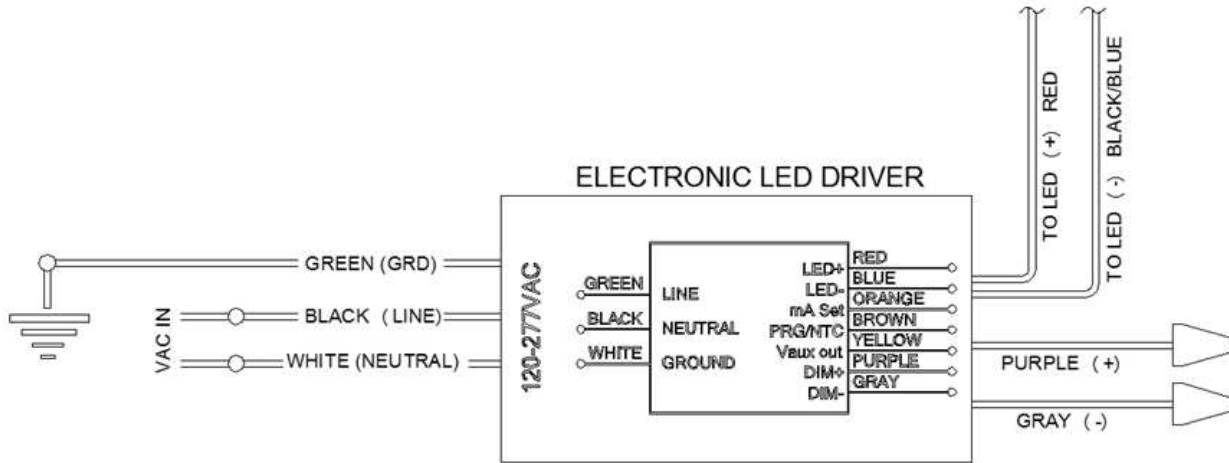 ELECTRONIC LED DRIVER
TO LED (+) RED
TO LED (-) BLACK/BLUE
GREEN (GRD)
VAC IN
BLACK (LINE)
WHITE (NEUTRAL)
120-277VAC
GREEN LINE
BLACK NEUTRAL
WHITE GROUND
LED+ RED
LED- BLUE
mA Set ORANGE
PRG/NTC BROWN
Vaux out YELLOW
DIM+ PURPLE
DIM- GRAY
PURPLE (+)
GRAY (-)